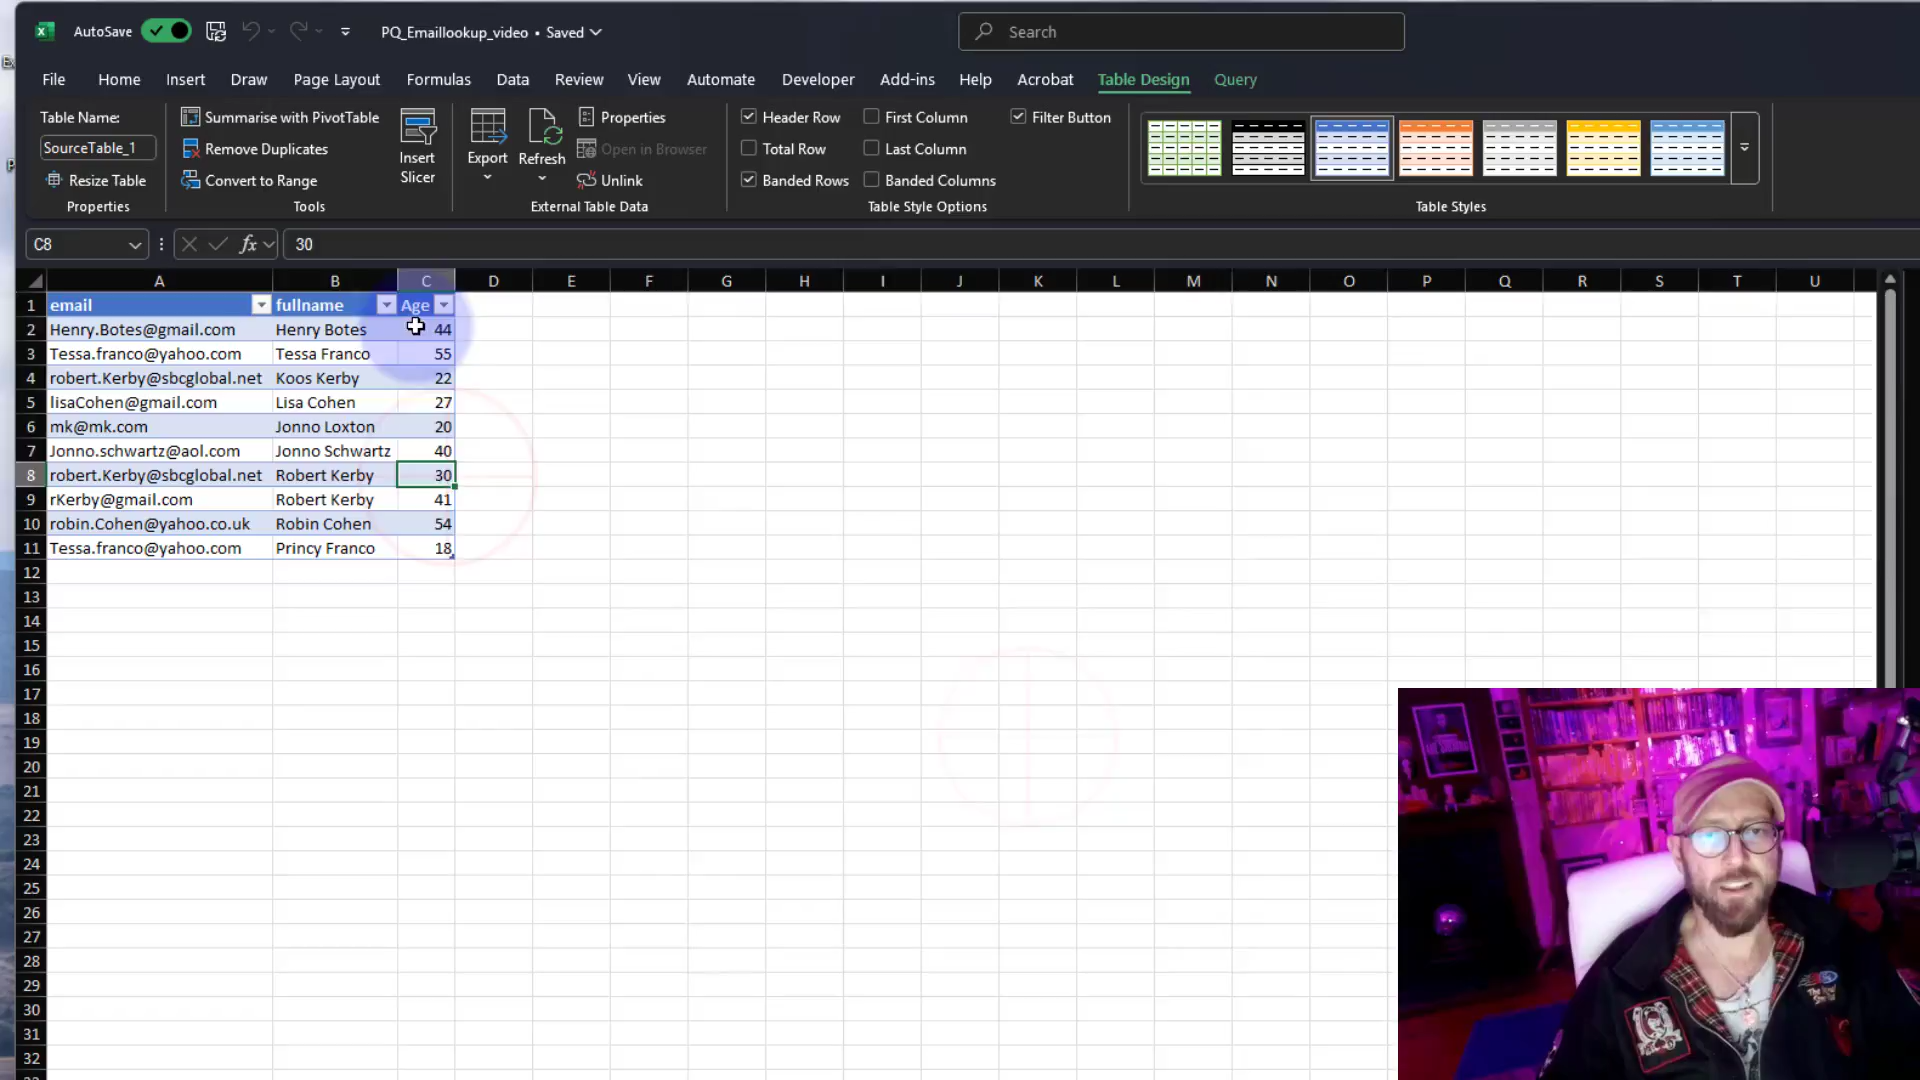 AutoSave PQ_Emaillookup_video • Saved Search
File Home Insert Draw Page Layout Formulas Data Review View Automate Developer Add-ins Help Acrobat Table Design Query
Table Name:
SourceTable_1
Resize Table
Properties
Summarise with PivotTable
Remove Duplicates
Convert to Range
Tools
Insert
Slicer
Export
Refresh
Properties
Open in Browser
Unlink
External Table Data
Header Row First Column Filter Button
Total Row Last Column
Banded Rows Banded Columns
Table Style Options
Table Styles
C8 fx 30
A B C D E F G H I J K L M N O P Q R S T U
1 email fullname Age
2 Henry.Botes@gmail.com Henry Botes 44
3 Tessa.franco@yahoo.com Tessa Franco 55
4 robert.Kerby@sbcglobal.net Koos Kerby 22
5 lisaCohen@gmail.com Lisa Cohen 27
6 mk@mk.com Jonno Loxton 20
7 Jonno.schwartz@aol.com Jonno Schwartz 40
8 robert.Kerby@sbcglobal.net Robert Kerby 30
9 rKerby@gmail.com Robert Kerby 41
10 robin.Cohen@yahoo.co.uk Robin Cohen 54
11 Tessa.franco@yahoo.com Princy Franco 18
12
13
14
15
16
17
18
19
20
21
22
23
24
25
26
27
28
29
30
31
32